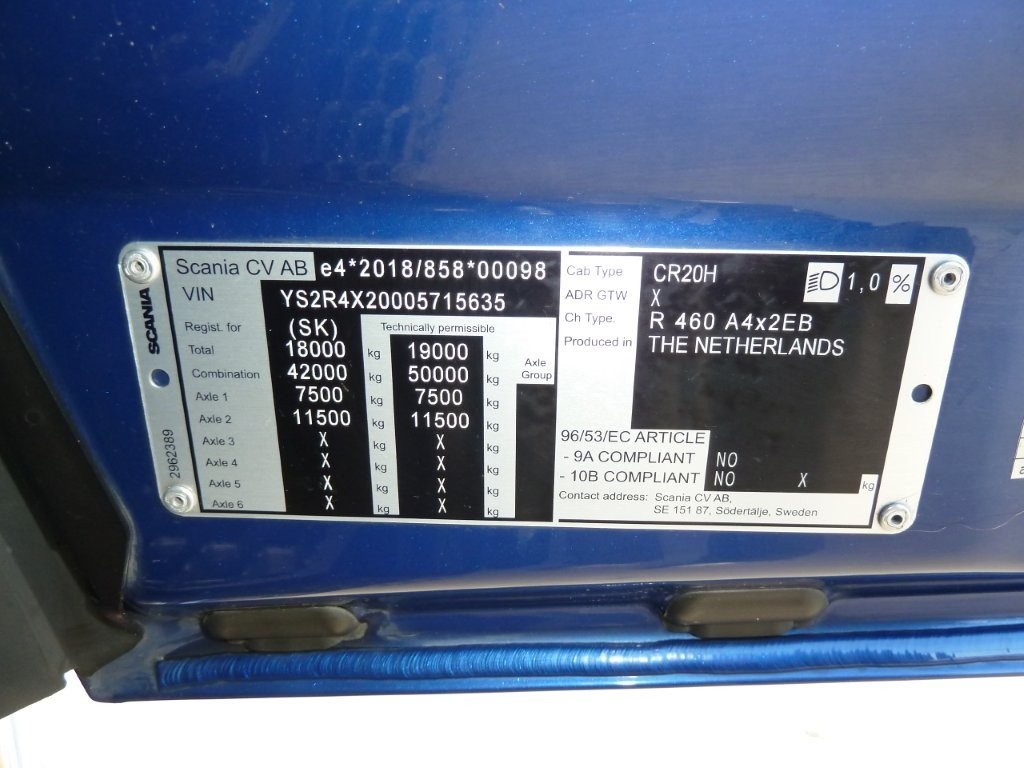 Scania CV AB e4*2018/858*00098
VIN YS2R4X20005715635
Regist. for (SK) Technically permissible
Total 18000 kg 19000 kg
Combination 42000 kg 50000 kg
Axle Group
Axle 1 7500 kg 7500 kg
Axle 2 11500 kg 11500 kg
Axle 3 X kg X kg
Axle 4 X kg X kg
Axle 5 X kg X kg
Axle 6 X kg X kg
SCANIA
2962389
Cab Type CR20H 1,0 %
ADR GTW X
Ch Type. R 460 A4x2EB
Produced in THE NETHERLANDS
96/53/EC ARTICLE
- 9A COMPLIANT NO
- 10B COMPLIANT NO X kg
Contact address: Scania CV AB,
SE 151 87, Södertälje, Sweden